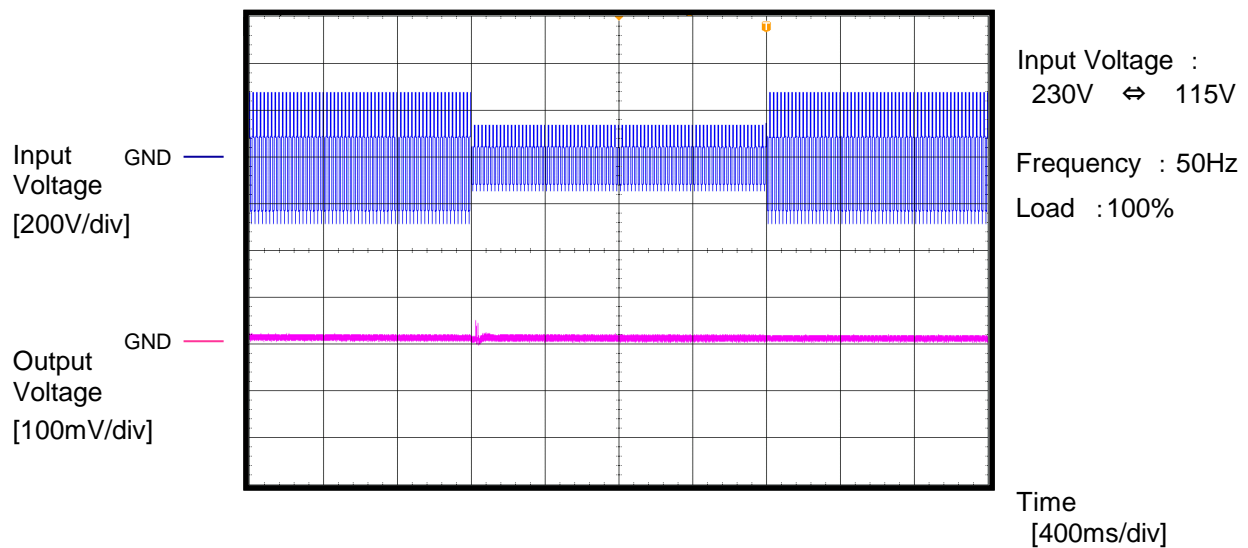 T
Input Voltage :
230V ⇔ 115V
Frequency : 50Hz
Load :100%
Input
Voltage
[200V/div]
GND
GND
Output
Voltage
[100mV/div]
Time
[400ms/div]